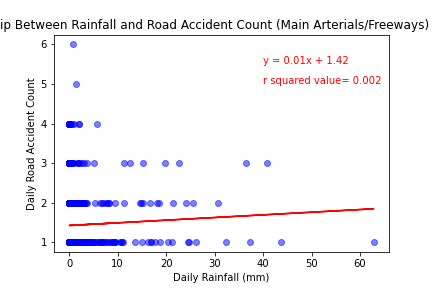 ip Between Rainfall and Road Accident Count (Main Arterials/Freeways)
y = 0.01x + 1.42
r squared value= 0.002
Daily Road Accident Count
6
5
4
3
2
1
0
10
20
30
40
50
60
Daily Rainfall (mm)